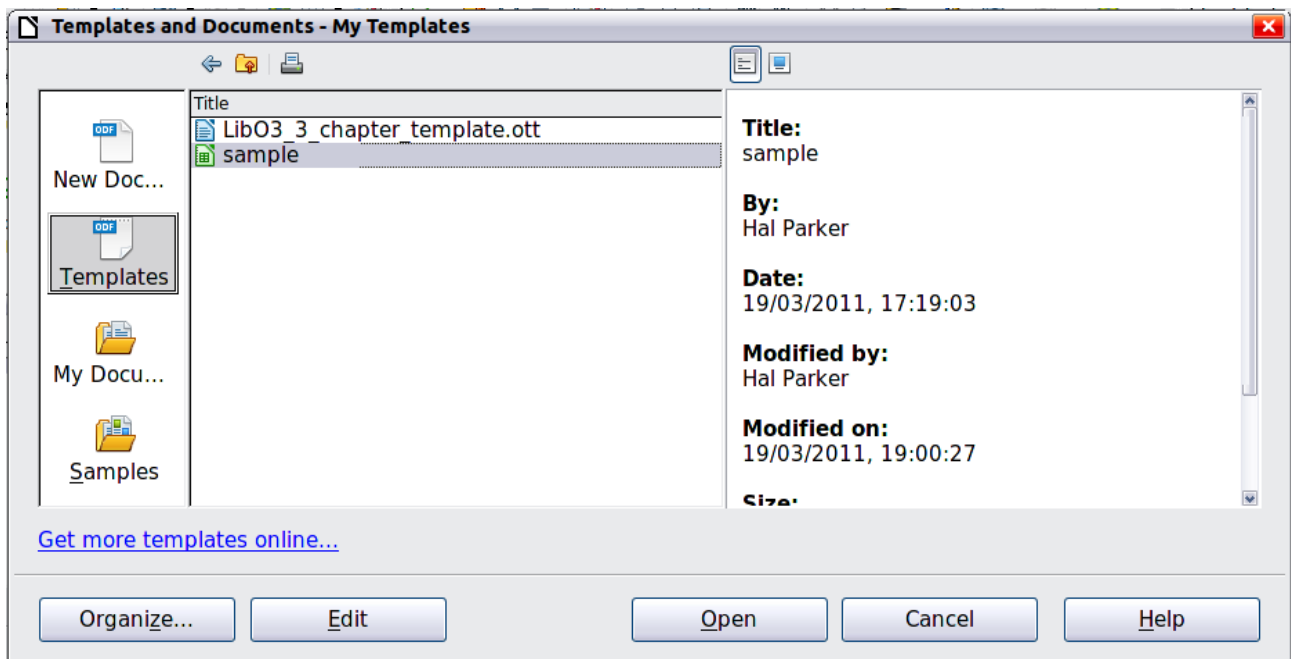 Templates and Documents - My Templates
Title
LibO3_3_chapter_template.ott
sample
ODF
New Doc...
ODF
Templates
My Docu...
Samples
Title:
sample
By:
Hal Parker
Date:
19/03/2011, 17:19:03
Modified by:
Hal Parker
Modified on:
19/03/2011, 19:00:27
Size:
Get more templates online...
Organize...
Edit
Open
Cancel
Help